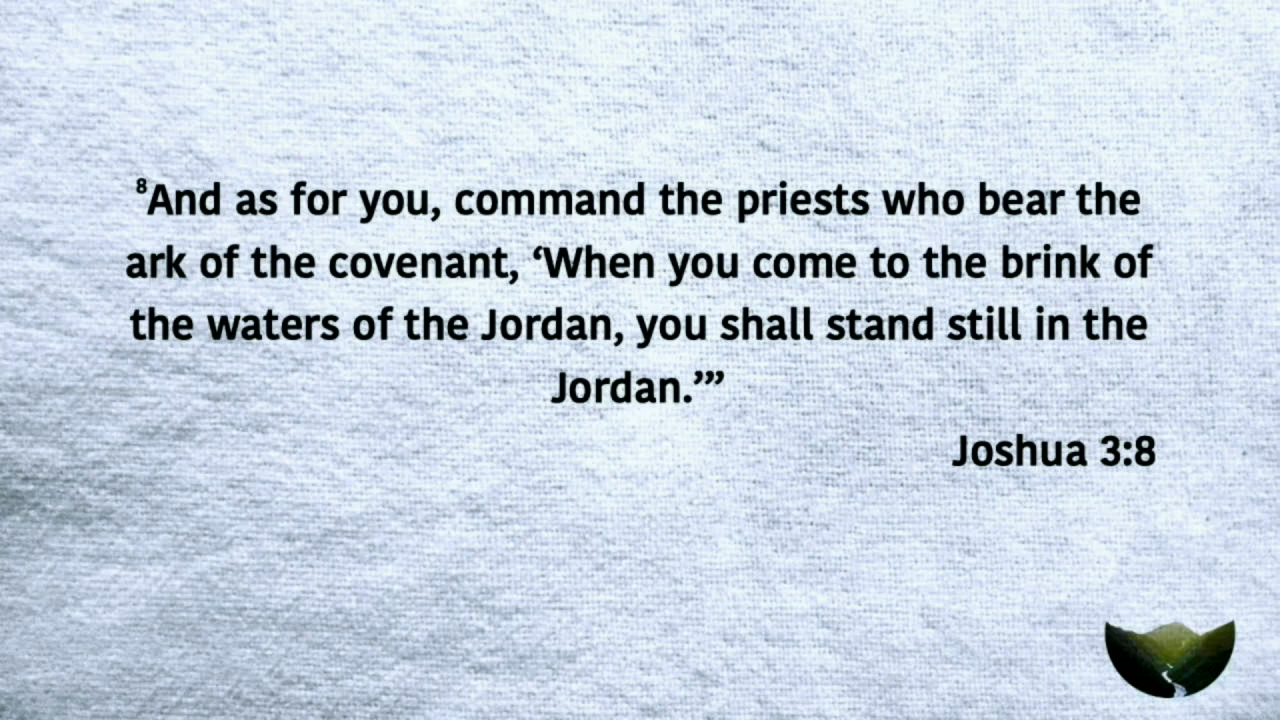 ⁸And as for you, command the priests who bear the
ark of the covenant, ‘When you come to the brink of
the waters of the Jordan, you shall stand still in the
Jordan.’”
Joshua 3:8